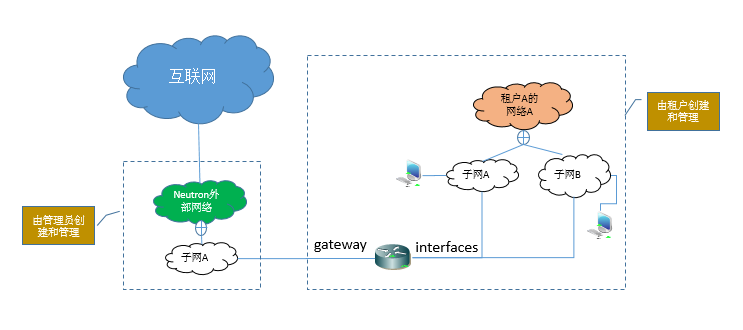 互联网
租户A的
网络A
由租户创建
和管理
子网A
子网B
Neutron外
部网络
由管理员创
建和管理
子网A
gateway
interfaces